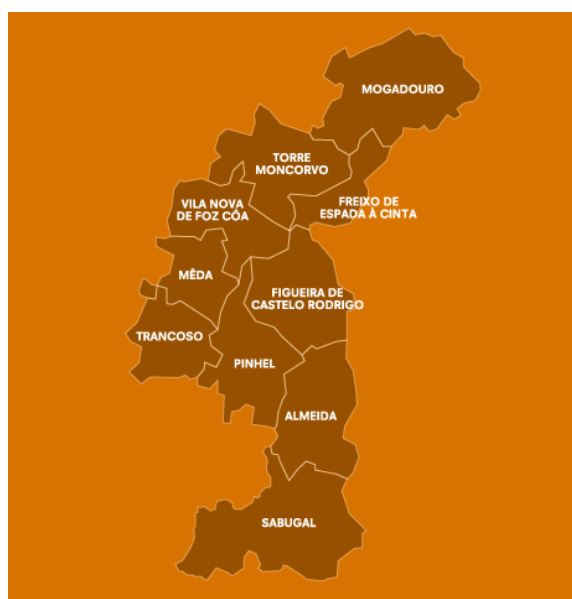 MOGADOURO
TORRE
MONCORVO
FREIXO DE
ESPADA À CINTA
VILA NOVA
DE FOZ CÔA
MÊDA
FIGUEIRA DE
CASTELO RODRIGO
TRANCOSO
PINHEL
ALMEIDA
SABUGAL